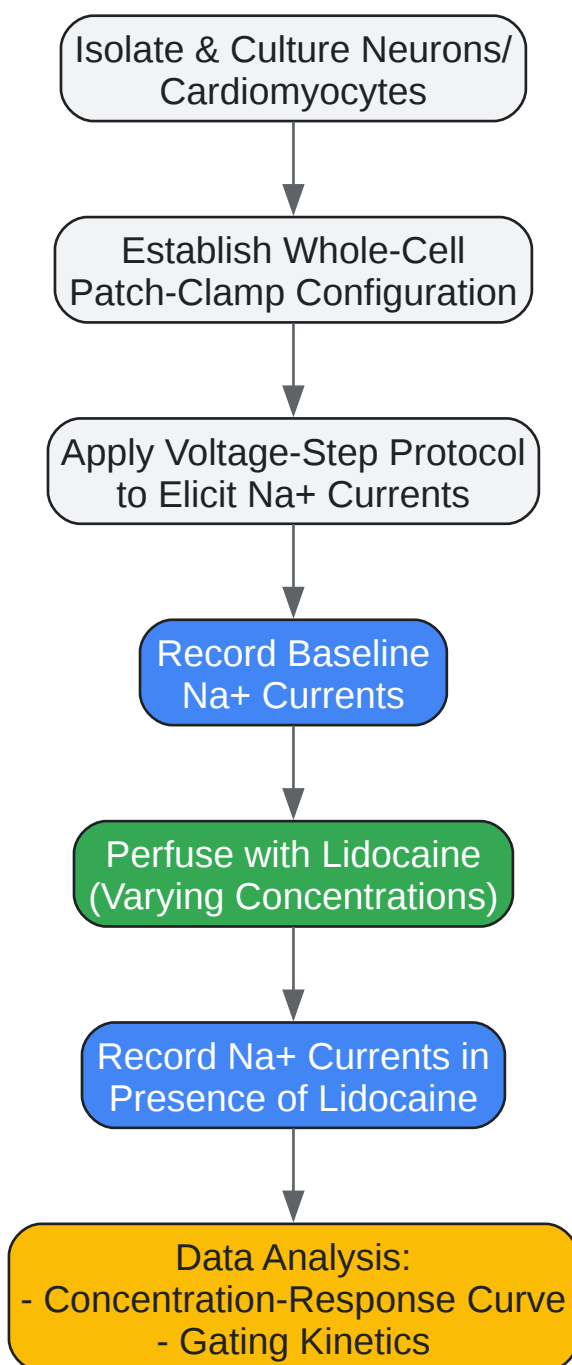 Isolate & Culture Neurons/
Cardiomyocytes
Establish Whole-Cell
Patch-Clamp Configuration
Apply Voltage-Step Protocol
to Elicit Na+ Currents
Record Baseline
Na+ Currents
Perfuse with Lidocaine
(Varying Concentrations)
Record Na+ Currents in
Presence of Lidocaine
Data Analysis:
- Concentration-Response Curve
- Gating Kinetics